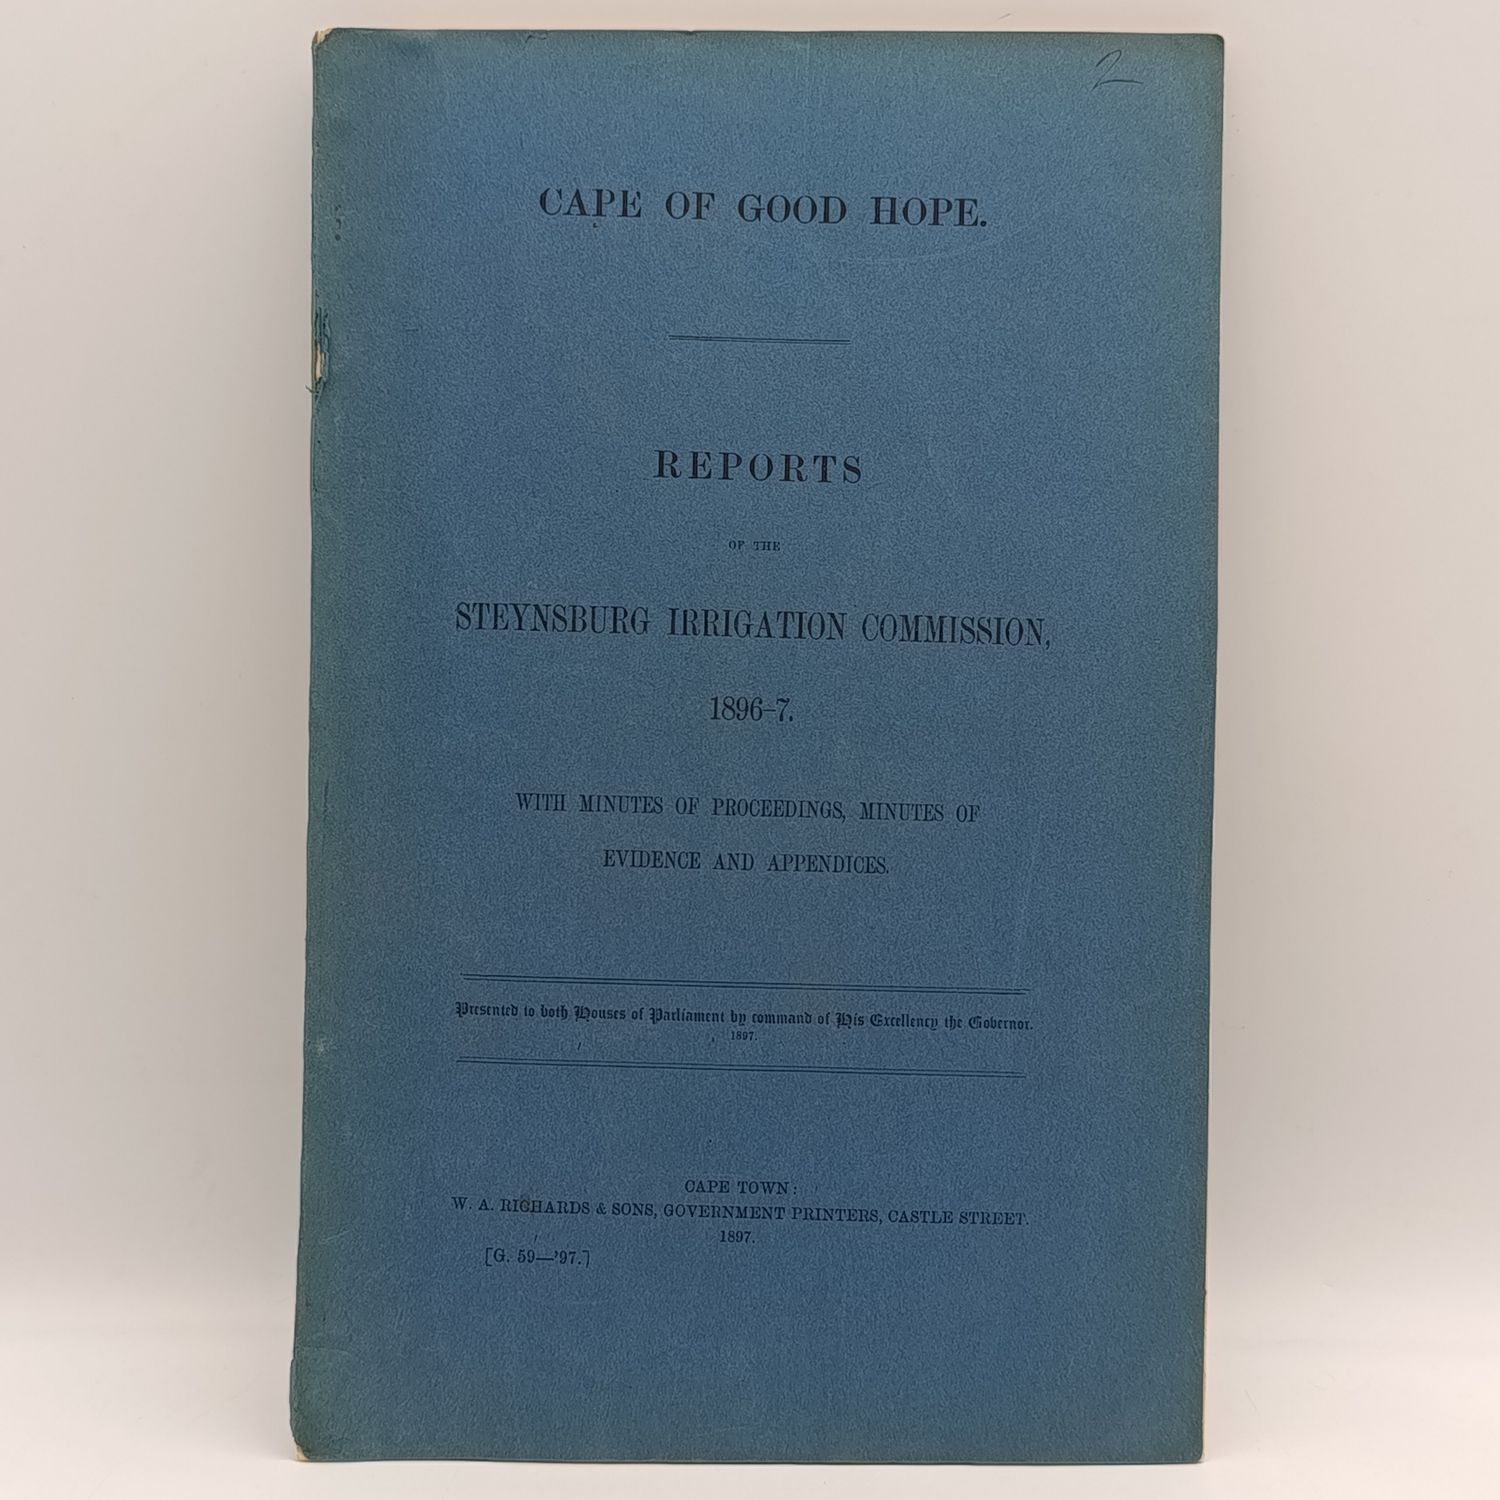 2
CAPE OF GOOD HOPE.
REPORTS
OF THE
STEYNSBURG IRRIGATION COMMISSION,
1896-7.
WITH MINUTES OF PROCEEDINGS, MINUTES OF
EVIDENCE AND APPENDICES.
Presented to both Houses of Parliament by command of His Excellency the Governor.
1897.
CAPE TOWN:
W. A. RICHARDS & SONS, GOVERNMENT PRINTERS, CASTLE STREET.
1897.
[G. 59—'97.]